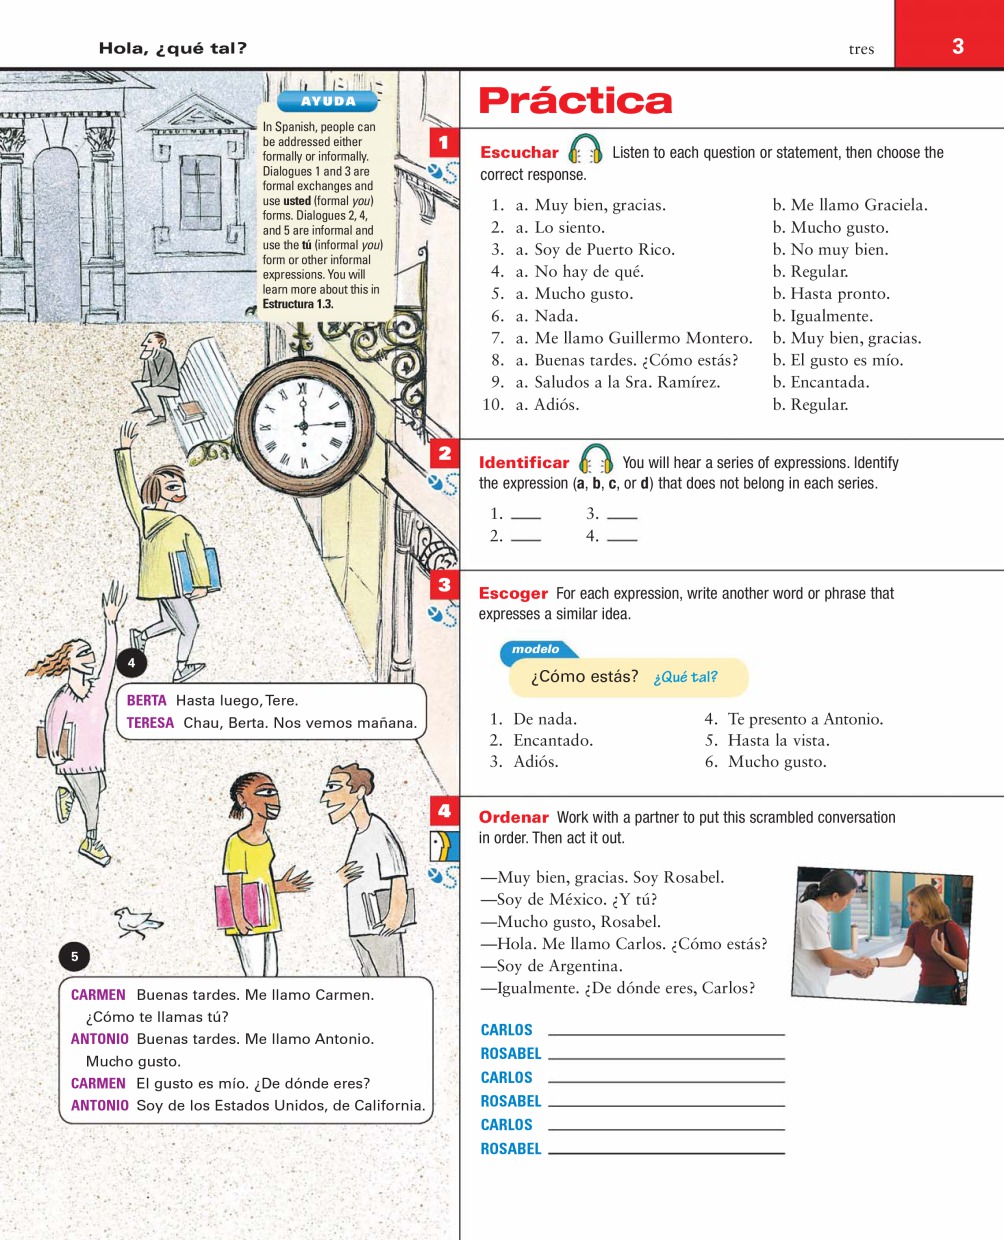 Hola, ¿qué tal?
tres
3
AYUDA
In Spanish, people can
be addressed either
formally or informally.
Dialogues 1 and 3 are
formal exchanges and
use usted (formal you)
forms. Dialogues 2, 4,
and 5 are informal and
use the tú (informal you)
form or other informal
expressions. You will
learn more about this in
Estructura 1.3.
4
BERTA Hasta luego, Tere.
TERESA Chau, Berta. Nos vemos mañana.
5
CARMEN Buenas tardes. Me llamo Carmen.
¿Cómo te llamas tú?
ANTONIO Buenas tardes. Me llamo Antonio.
Mucho gusto.
CARMEN El gusto es mío. ¿De dónde eres?
ANTONIO Soy de los Estados Unidos, de California.
Práctica
1
Escuchar Listen to each question or statement, then choose the
correct response.
1. a. Muy bien, gracias. b. Me llamo Graciela.
2. a. Lo siento. b. Mucho gusto.
3. a. Soy de Puerto Rico. b. No muy bien.
4. a. No hay de qué. b. Regular.
5. a. Mucho gusto. b. Hasta pronto.
6. a. Nada. b. Igualmente.
7. a. Me llamo Guillermo Montero. b. Muy bien, gracias.
8. a. Buenas tardes. ¿Cómo estás? b. El gusto es mío.
9. a. Saludos a la Sra. Ramírez. b. Encantada.
10. a. Adiós. b. Regular.
2
Identificar You will hear a series of expressions. Identify
the expression (a, b, c, or d) that does not belong in each series.
1. ____ 3. ____
2. ____ 4. ____
3
Escoger For each expression, write another word or phrase that
expresses a similar idea.
modelo
¿Cómo estás? ¿Qué tal?
1. De nada. 4. Te presento a Antonio.
2. Encantado. 5. Hasta la vista.
3. Adiós. 6. Mucho gusto.
4
Ordenar Work with a partner to put this scrambled conversation
in order. Then act it out.
—Muy bien, gracias. Soy Rosabel.
—Soy de México. ¿Y tú?
—Mucho gusto, Rosabel.
—Hola. Me llamo Carlos. ¿Cómo estás?
—Soy de Argentina.
—Igualmente. ¿De dónde eres, Carlos?
CARLOS
ROSABEL
CARLOS
ROSABEL
CARLOS
ROSABEL